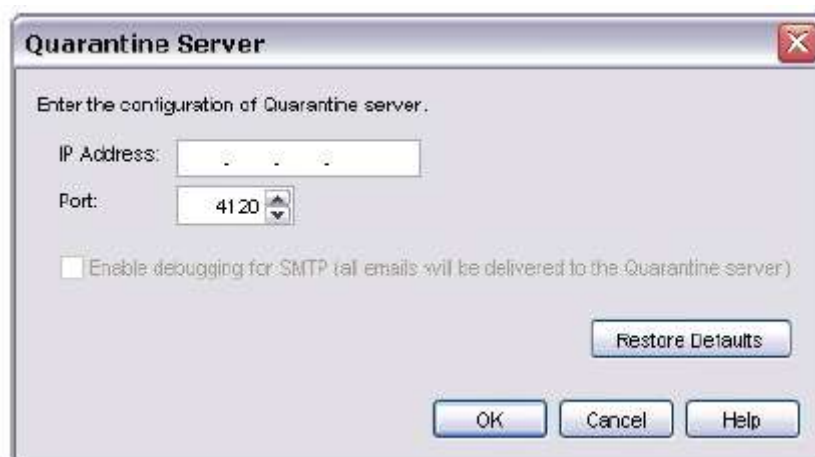 Quarantine Server
Enter the configuration of Quarantine server.
IP Address: . . .
Port: 4120
Enable debugging for SMTP (all emails will be delivered to the Quarantine server)
Restore Defaults
OK Cancel Help